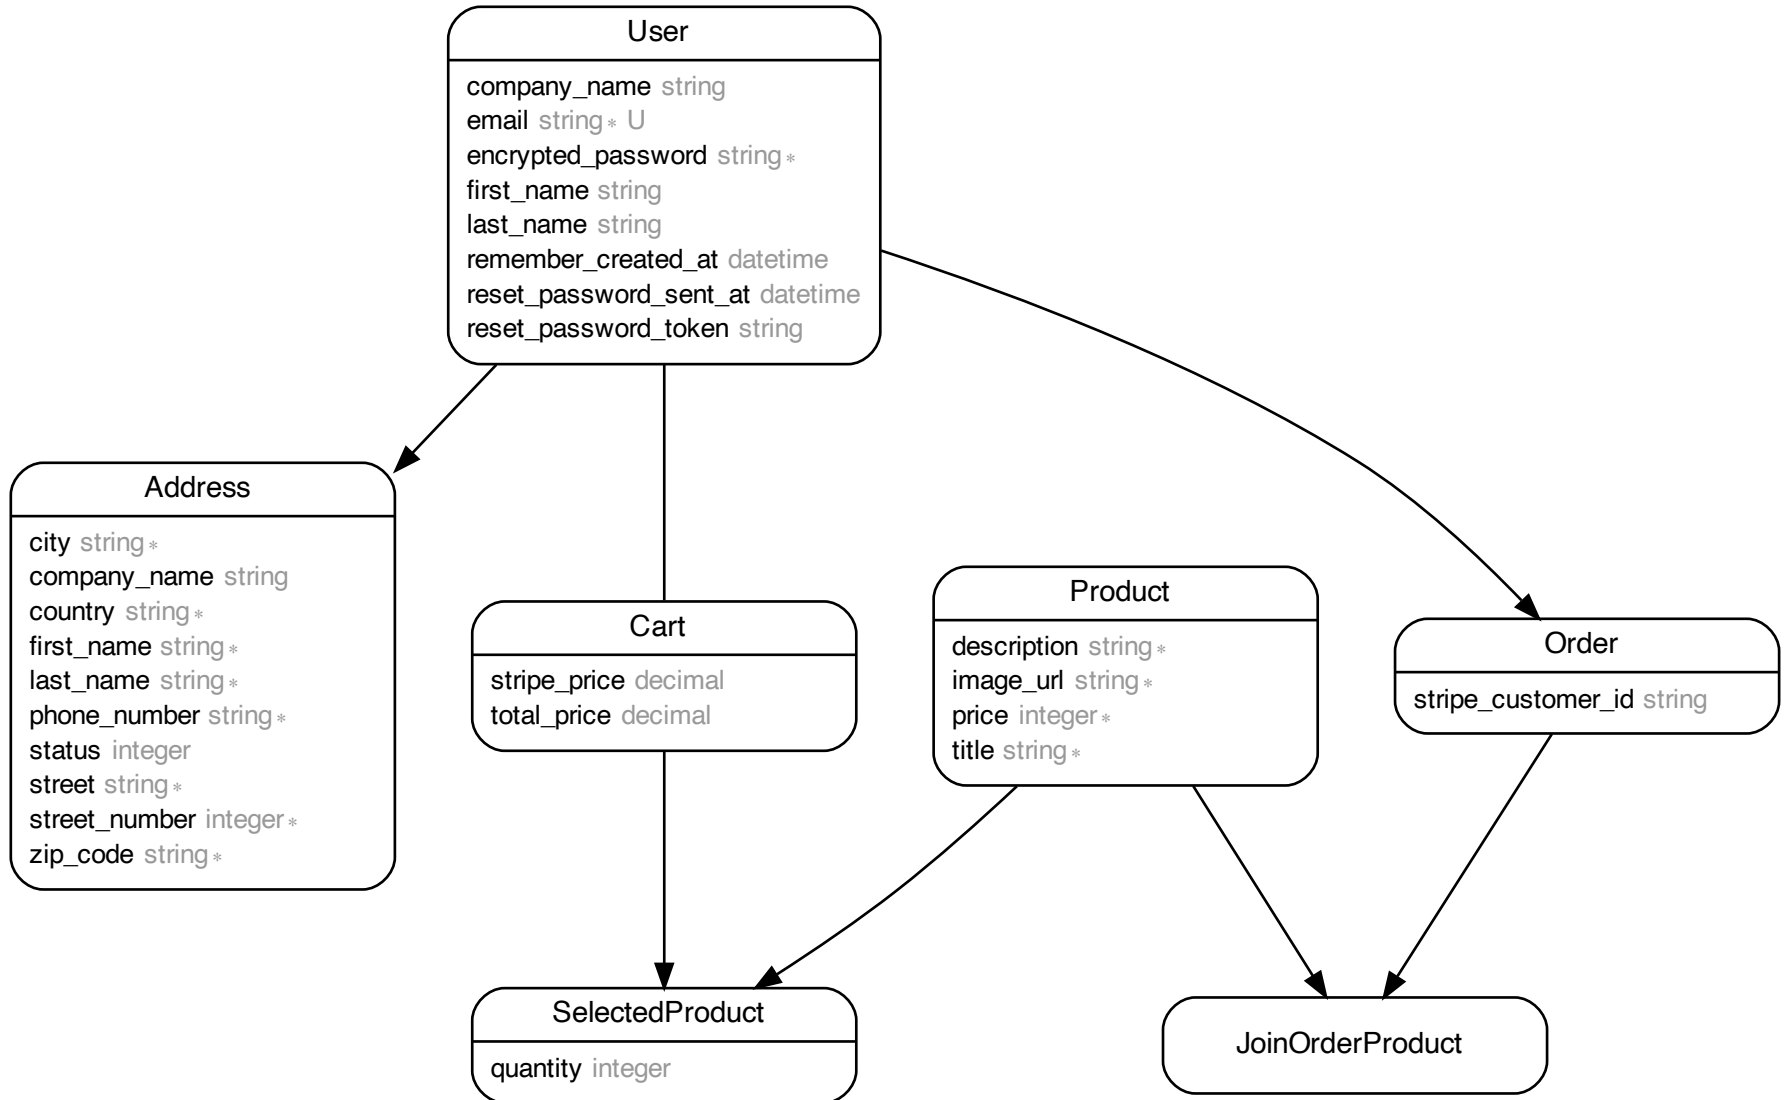 User
company_name string
email string* U
encrypted_password string*
first_name string
last_name string
remember_created_at datetime
reset_password_sent_at datetime
reset_password_token string
Address
city string*
company_name string
country string*
first_name string*
last_name string*
phone_number string*
status integer
street string*
street_number integer*
zip_code string*
Cart
stripe_price decimal
total_price decimal
Product
description string*
image_url string*
price integer*
title string*
Order
stripe_customer_id string
SelectedProduct
quantity integer
JoinOrderProduct